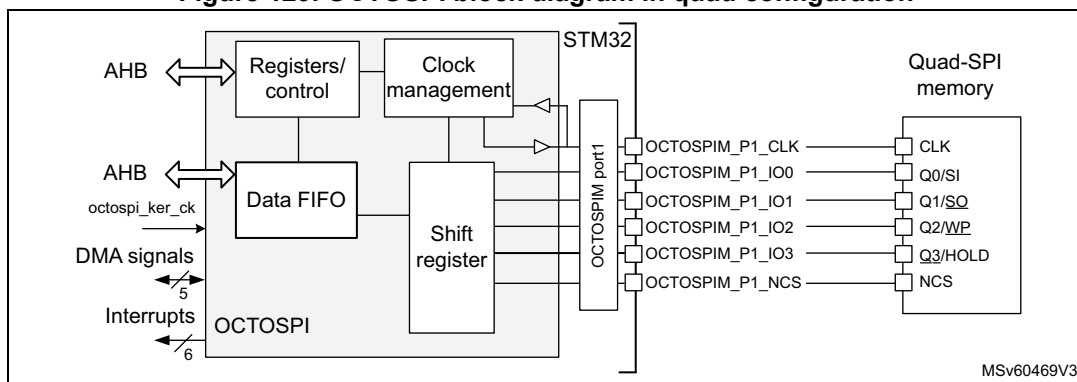 Figure 129. OCTOSPI block diagram in quad configuration
STM32
AHB
Registers/
control
Clock
management
Quad-SPI
memory
OCTOSPIM port1
OCTOSPIM_P1_CLK
CLK
OCTOSPIM_P1_IO0
Q0/SI
AHB
Data FIFO
OCTOSPIM_P1_IO1
Q1/SO
octospi_ker_ck
Shift
register
OCTOSPIM_P1_IO2
Q2/WP
DMA signals
5
OCTOSPIM_P1_IO3
Q3/HOLD
OCTOSPIM_P1_NCS
NCS
Interrupts
6
OCTOSPI
MSv60469V3